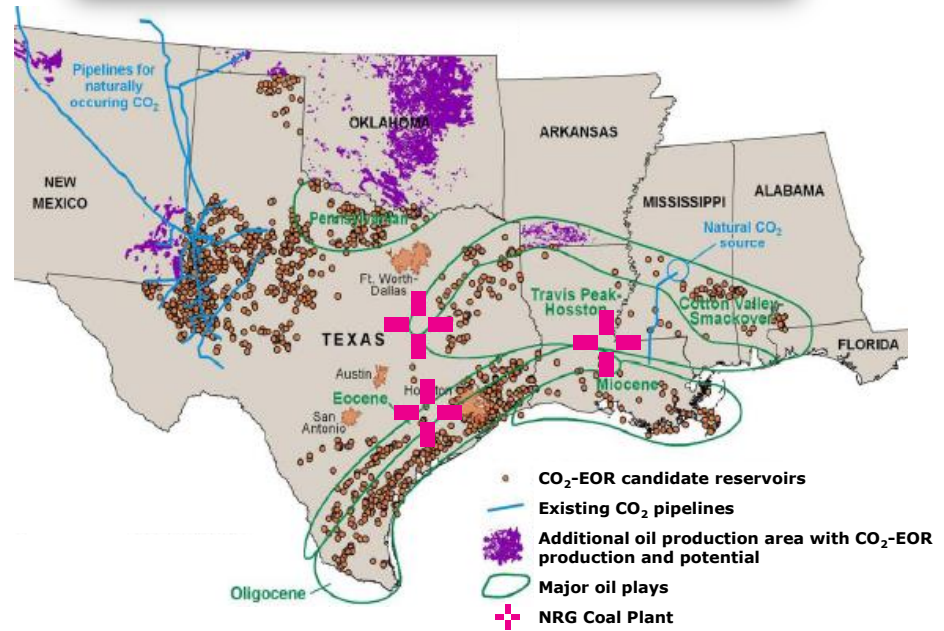 Pipelines for
naturally
occuring CO₂
OKLAHOMA
ARKANSAS
NEW
MEXICO
MISSISSIPPI
ALABAMA
Pennsylvanian
Natural CO₂
source
Ft. Worth-
Dallas
Travis Peak-
Hosston
Cotton Valley
Smackover
TEXAS
FLORIDA
Austin
Houston
Miocene
Eocene
San
Antonio
CO₂-EOR candidate reservoirs
Existing CO₂ pipelines
Additional oil production area with CO₂-EOR
production and potential
Major oil plays
Oligocene
NRG Coal Plant